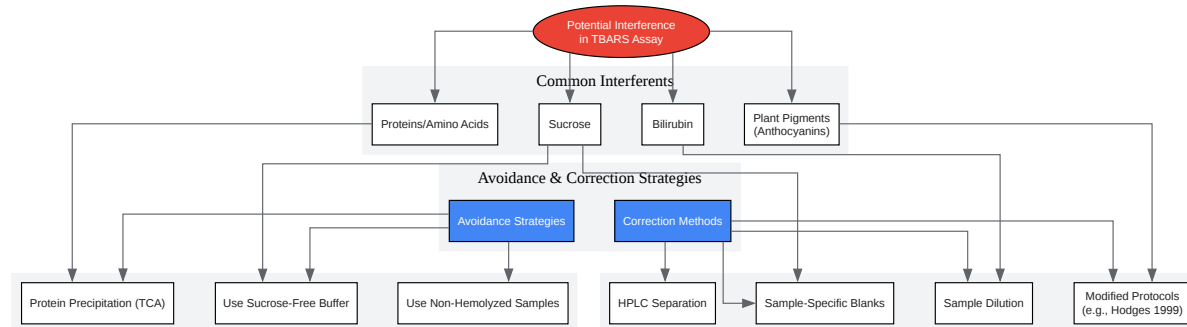 Potential Interference
in TBARS Assay
Common Interferents
Proteins/Amino Acids
Sucrose
Bilirubin
Plant Pigments
(Anthocyanins)
Avoidance & Correction Strategies
Avoidance Strategies
Correction Methods
Protein Precipitation (TCA)
Use Sucrose-Free Buffer
Use Non-Hemolyzed Samples
HPLC Separation
Sample-Specific Blanks
Sample Dilution
Modified Protocols
(e.g., Hodges 1999)